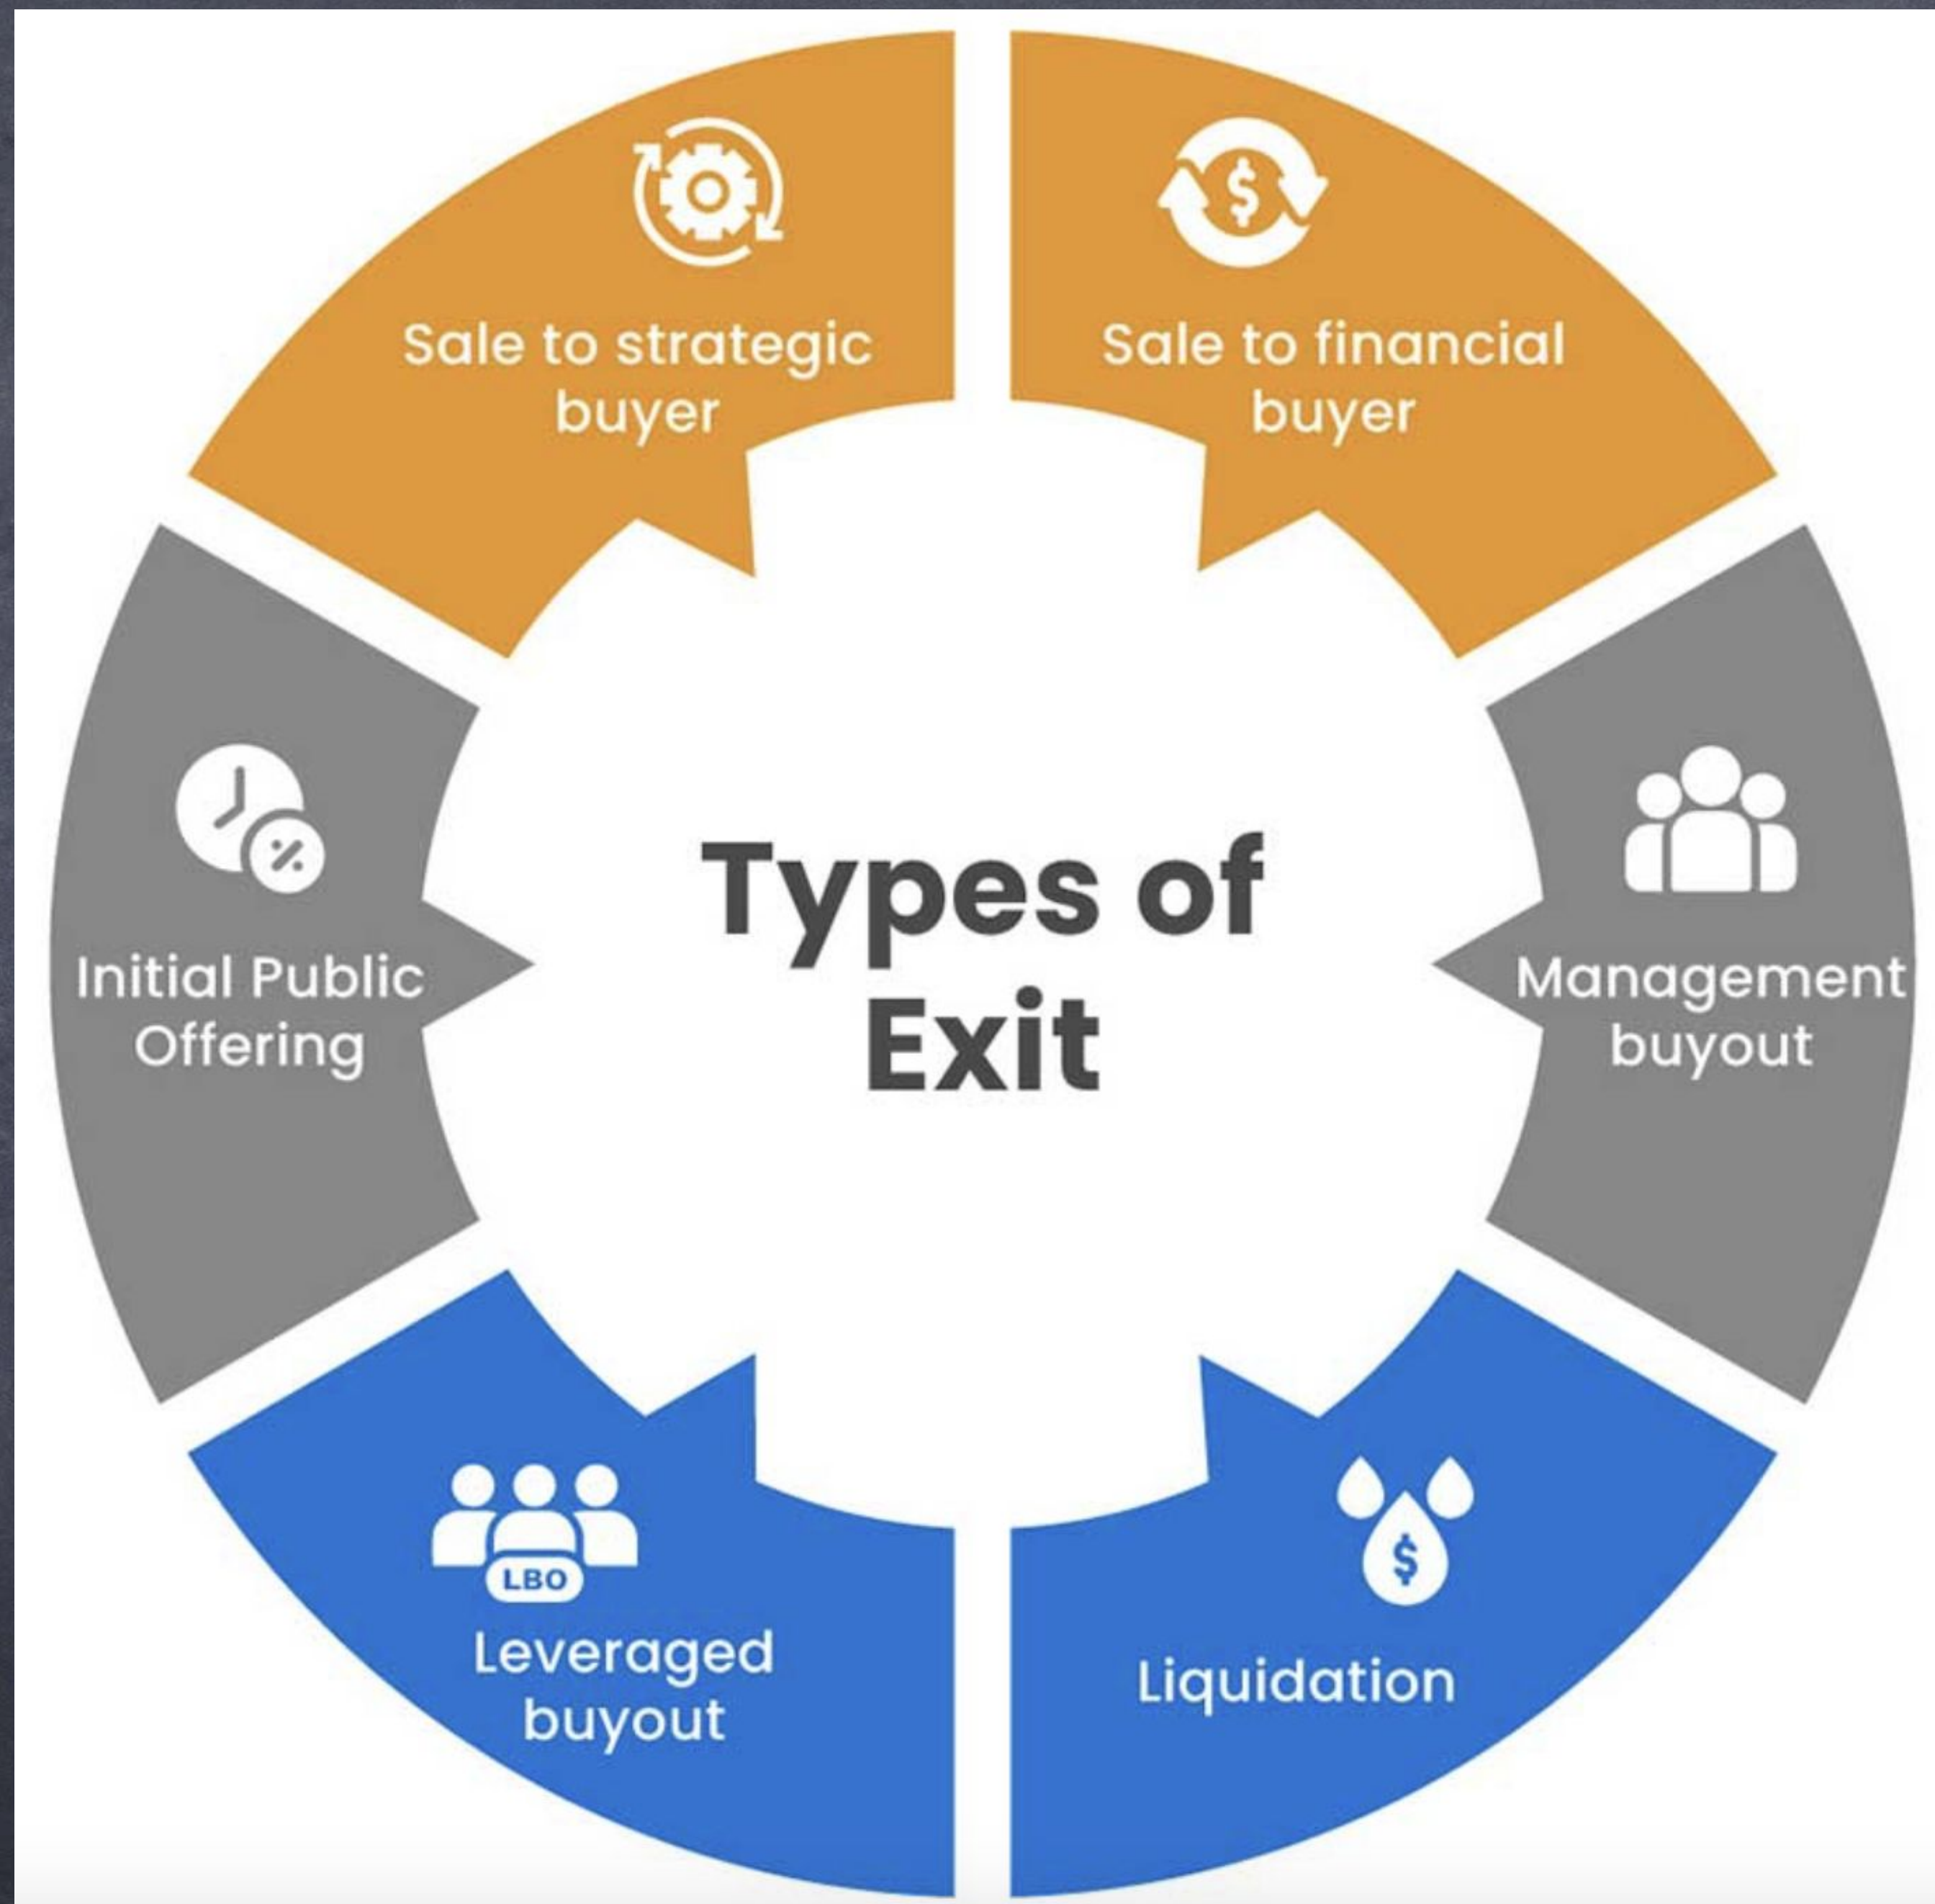 Sale to strategic
buyer
$
Sale to financial
buyer
%
Initial Public
Offering
Types of
Exit
Management
buyout
LBO
Leveraged
buyout
$
Liquidation